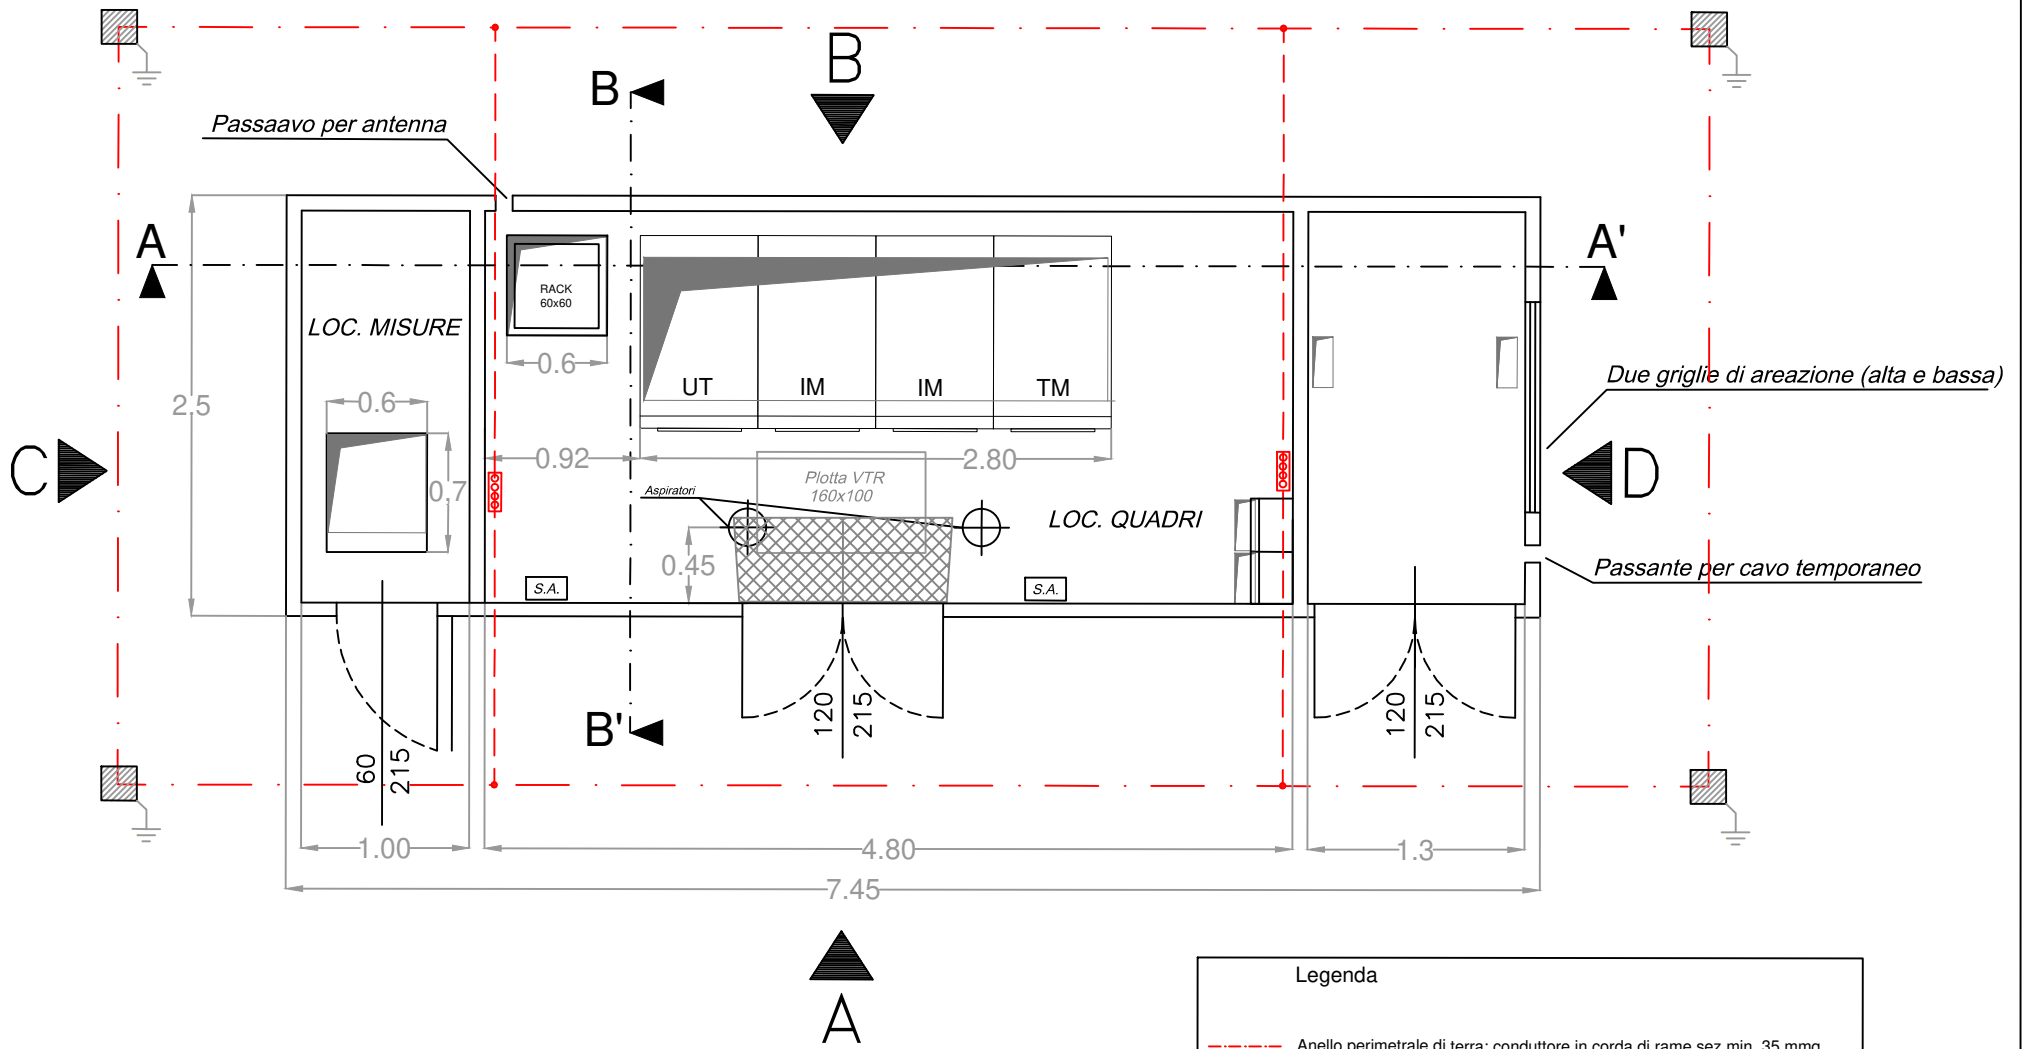 B
B
Passaavo per antenna
A
A'
RACK
60x60
LOC. MISURE
0.6
UT
IM
IM
TM
Due griglie di areazione (alta e bassa)
2.5
0.6
0.92
2.80
C
D
0.7
Plotta VTR
160x100
Aspiratori
LOC. QUADRI
0.45
Passante per cavo temporaneo
S.A.
S.A.
B'
120
215
120
215
60
215
1.00
4.80
1.3
7.45
A
Legenda
Anello perimetrale di terra: conduttore in corda di rame sez.min. 35 mmq